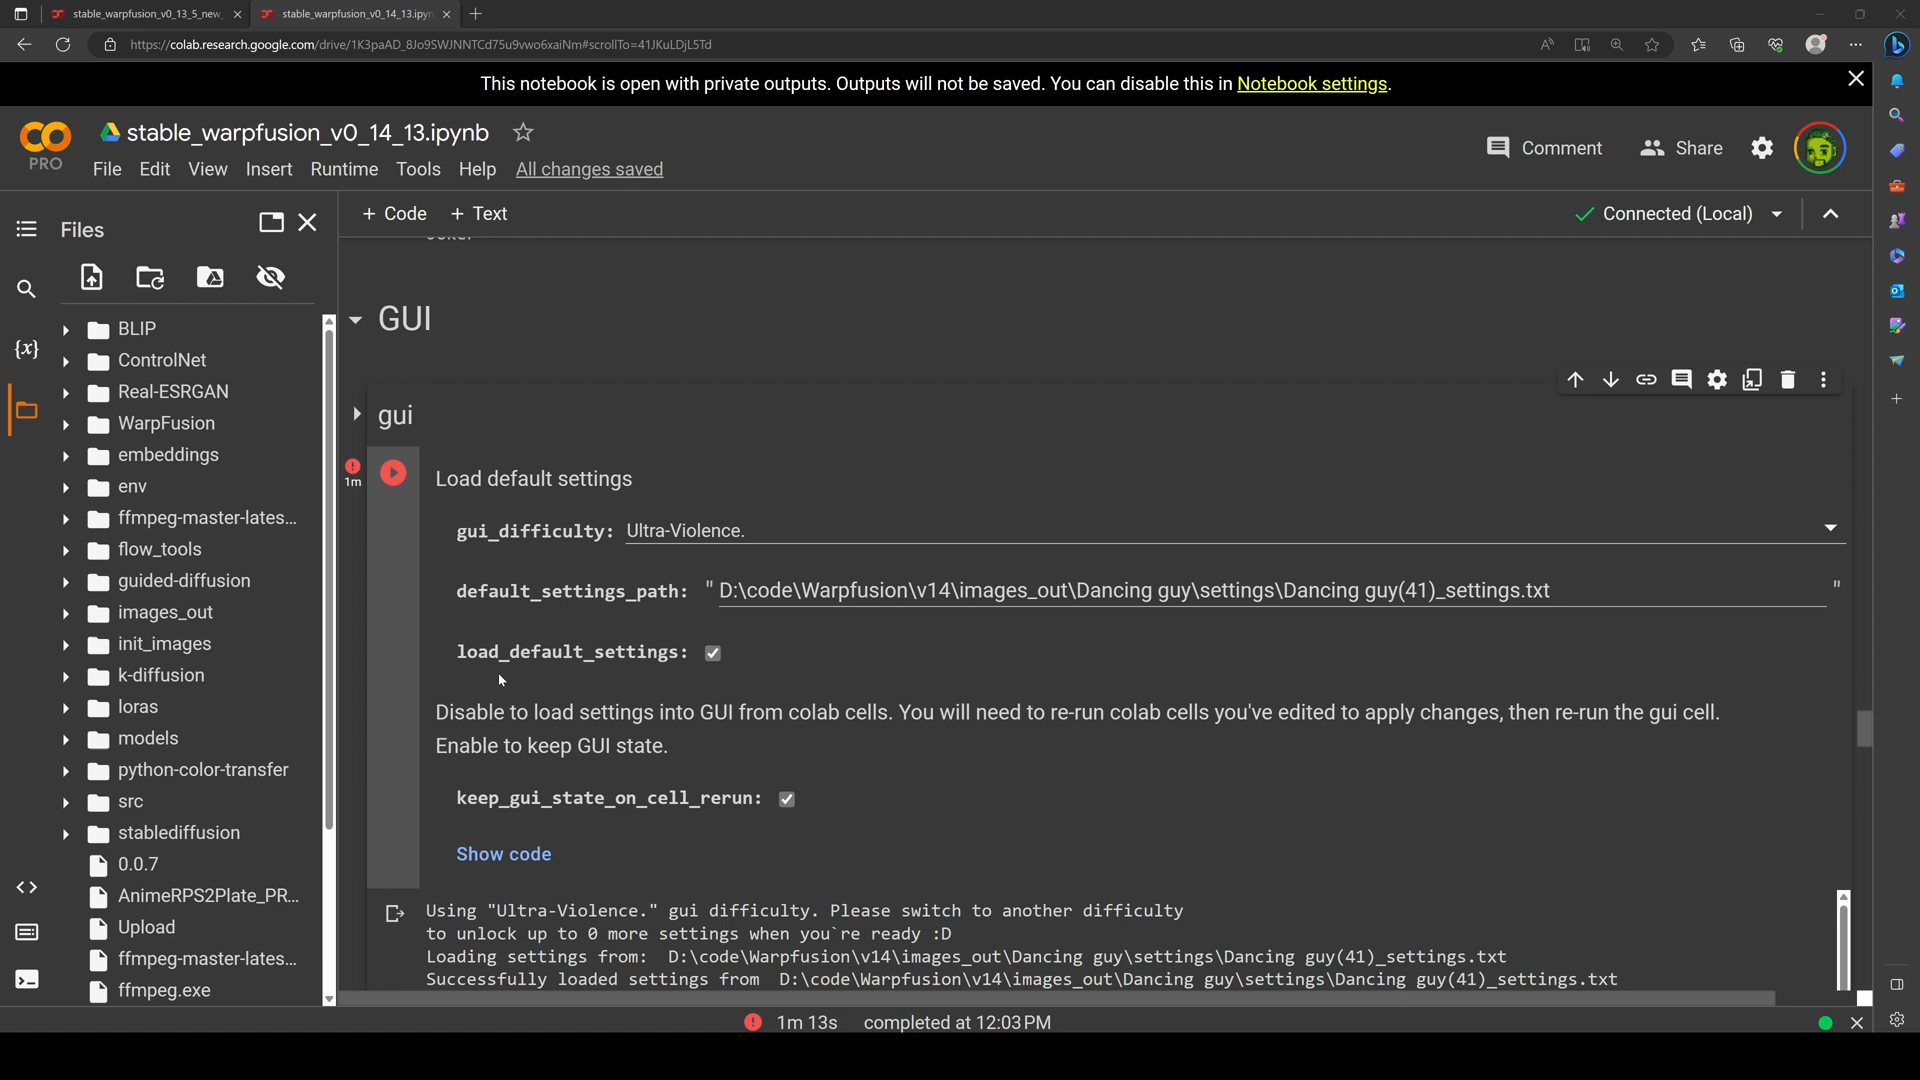 stable_warpfusion_v0_13_5_new_
stable_warpfusion_v0_14_13.ipyn
https://colab.research.google.com/drive/1K3paAD_8Jo9SWJNNTCd75u9vwo6xaiNm#scrollTo=41JKuLDjL5Td
This notebook is open with private outputs. Outputs will not be saved. You can disable this in Notebook settings.
stable_warpfusion_v0_14_13.ipynb
PRO
File Edit View Insert Runtime Tools Help All changes saved
Comment
Share
Files
+ Code + Text
Connected (Local)
BLIP
ControlNet
Real-ESRGAN
WarpFusion
embeddings
env
ffmpeg-master-lates...
flow_tools
guided-diffusion
images_out
init_images
k-diffusion
loras
models
python-color-transfer
src
stablediffusion
0.0.7
AnimeRPS2Plate_PR...
Upload
ffmpeg-master-lates...
ffmpeg.exe
GUI
gui
1m
Load default settings
gui_difficulty: Ultra-Violence.
default_settings_path: "D:\code\Warpfusion\v14\images_out\Dancing guy\settings\Dancing guy(41)_settings.txt"
load_default_settings:
Disable to load settings into GUI from colab cells. You will need to re-run colab cells you've edited to apply changes, then re-run the gui cell.
Enable to keep GUI state.
keep_gui_state_on_cell_rerun:
Show code
Using "Ultra-Violence." gui difficulty. Please switch to another difficulty
to unlock up to 0 more settings when you`re ready :D
Loading settings from: D:\code\Warpfusion\v14\images_out\Dancing guy\settings\Dancing guy(41)_settings.txt
Successfully loaded settings from D:\code\Warpfusion\v14\images_out\Dancing guy\settings\Dancing guy(41)_settings.txt
1m 13s completed at 12:03 PM